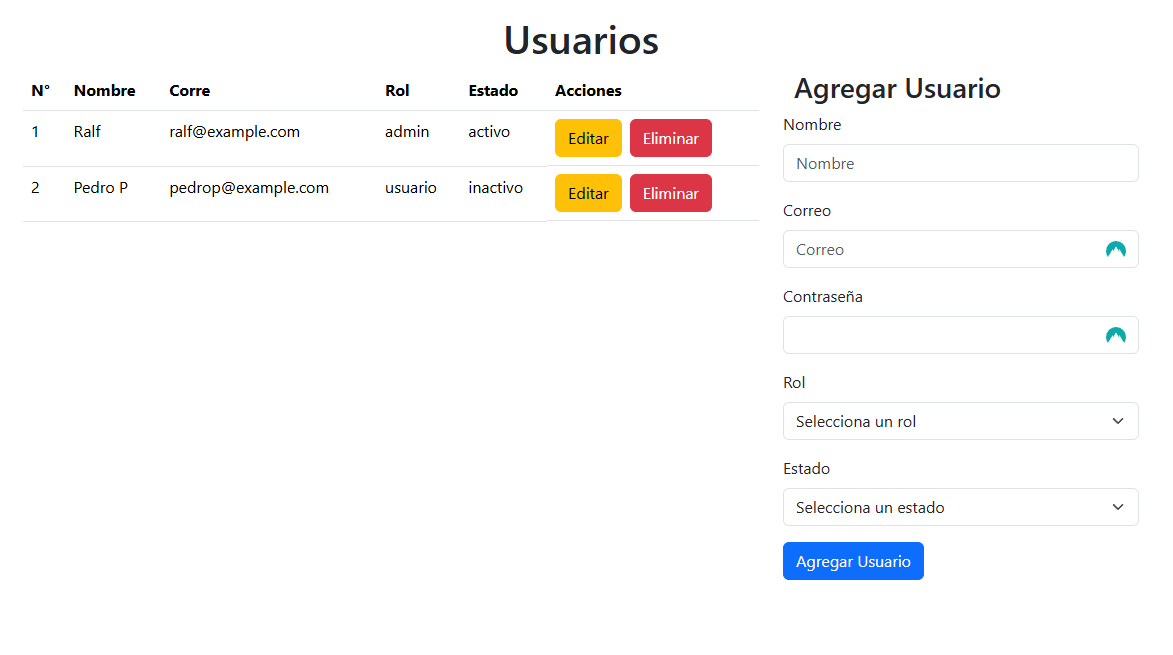 Usuarios
N° Nombre Corre Rol Estado Acciones
1 Ralf ralf@example.com admin activo Editar Eliminar
2 Pedro P pedrop@example.com usuario inactivo Editar Eliminar
Agregar Usuario
Nombre
Nombre
Correo
Correo
Contraseña
Rol
Selecciona un rol
Estado
Selecciona un estado
Agregar Usuario